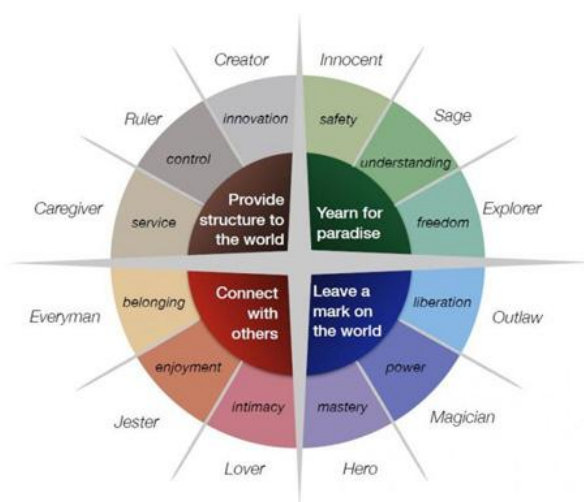 Creator
Innocent
Ruler
innovation
safety
Sage
control
understanding
Caregiver
service
Provide
structure to
the world
Yearn for
paradise
freedom
Explorer
Everyman
belonging
Connect
with
others
Leave a
mark on
the world
liberation
Outlaw
enjoyment
power
Jester
intimacy
mastery
Magician
Lover
Hero